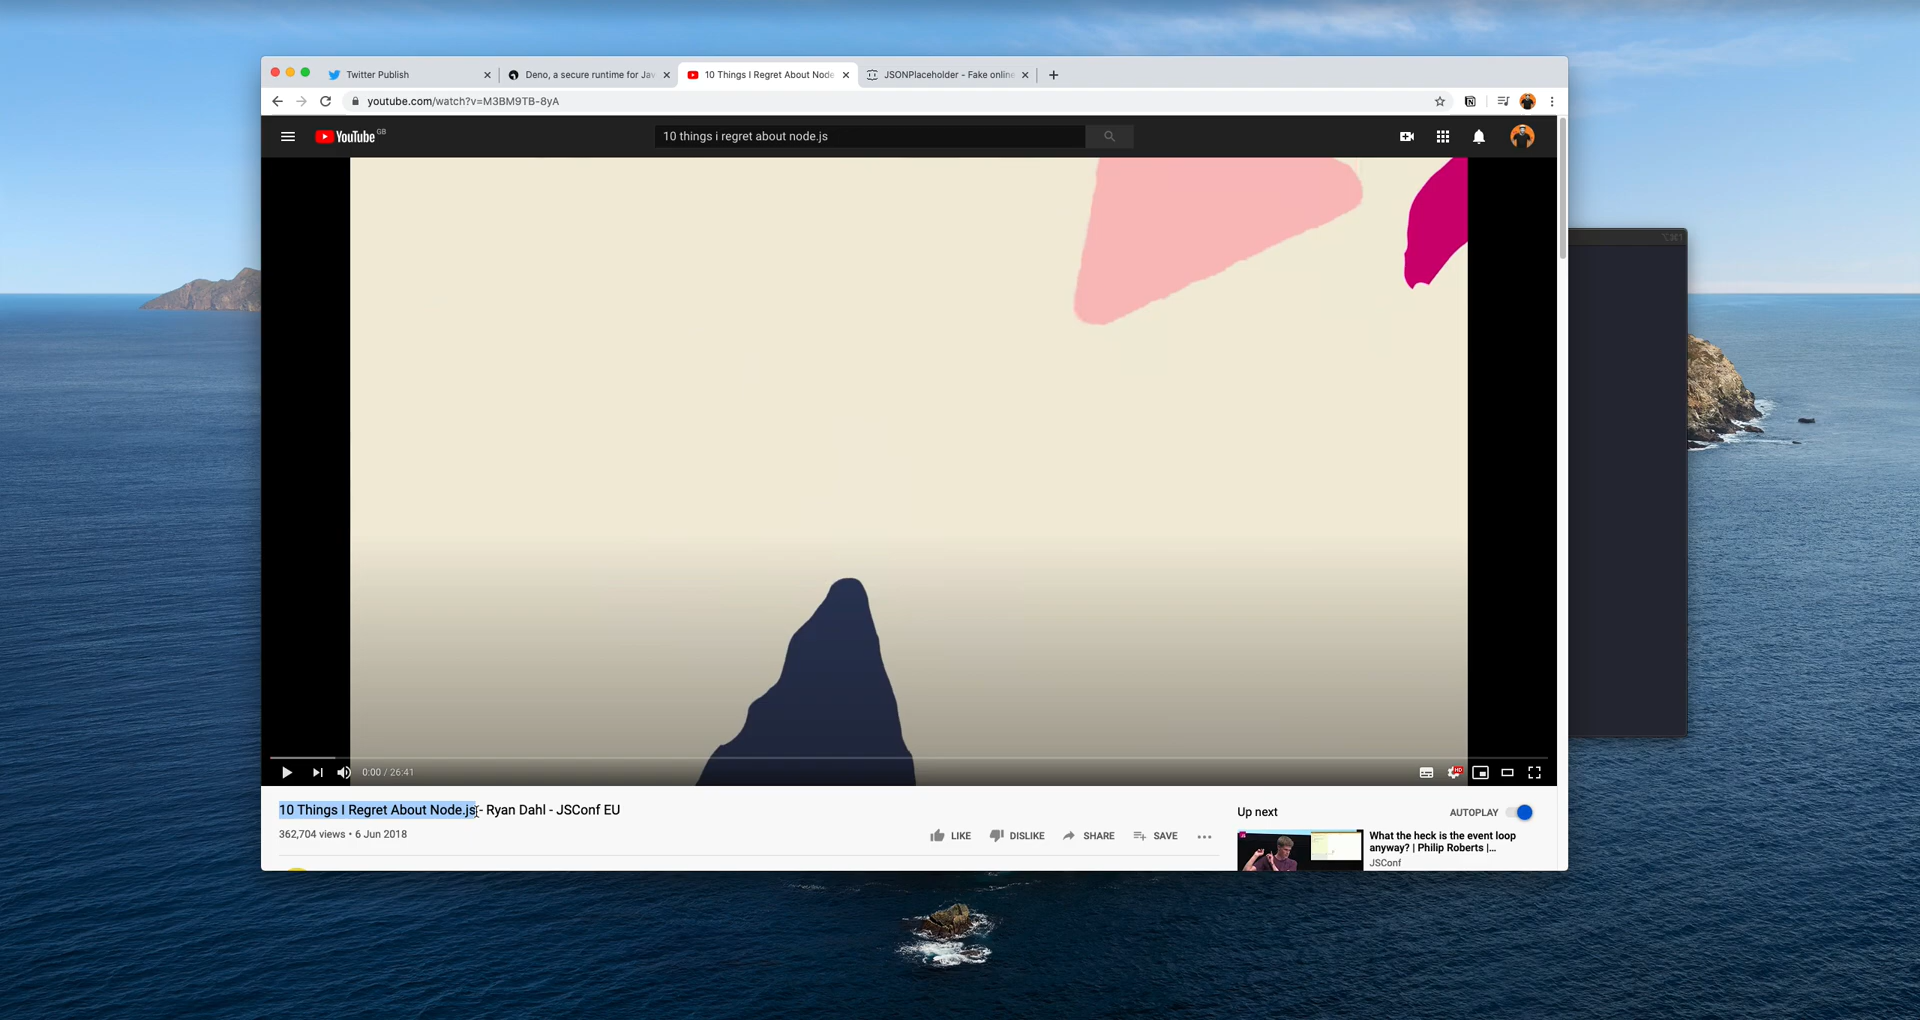 Twitter Publish
Deno, a secure runtime for Jav
10 Things I Regret About Node
JSONPlaceholder - Fake online
youtube.com/watch?v=M3BM9TB-8yA
YouTube GB
10 things i regret about node.js
⌥⌘1
0:00 / 26:41
HD
10 Things I Regret About Node.js - Ryan Dahl - JSConf EU
362,704 views • 6 Jun 2018
LIKE DISLIKE SHARE SAVE
Up next
AUTOPLAY
What the heck is the event loop
anyway? | Philip Roberts |...
JSConf